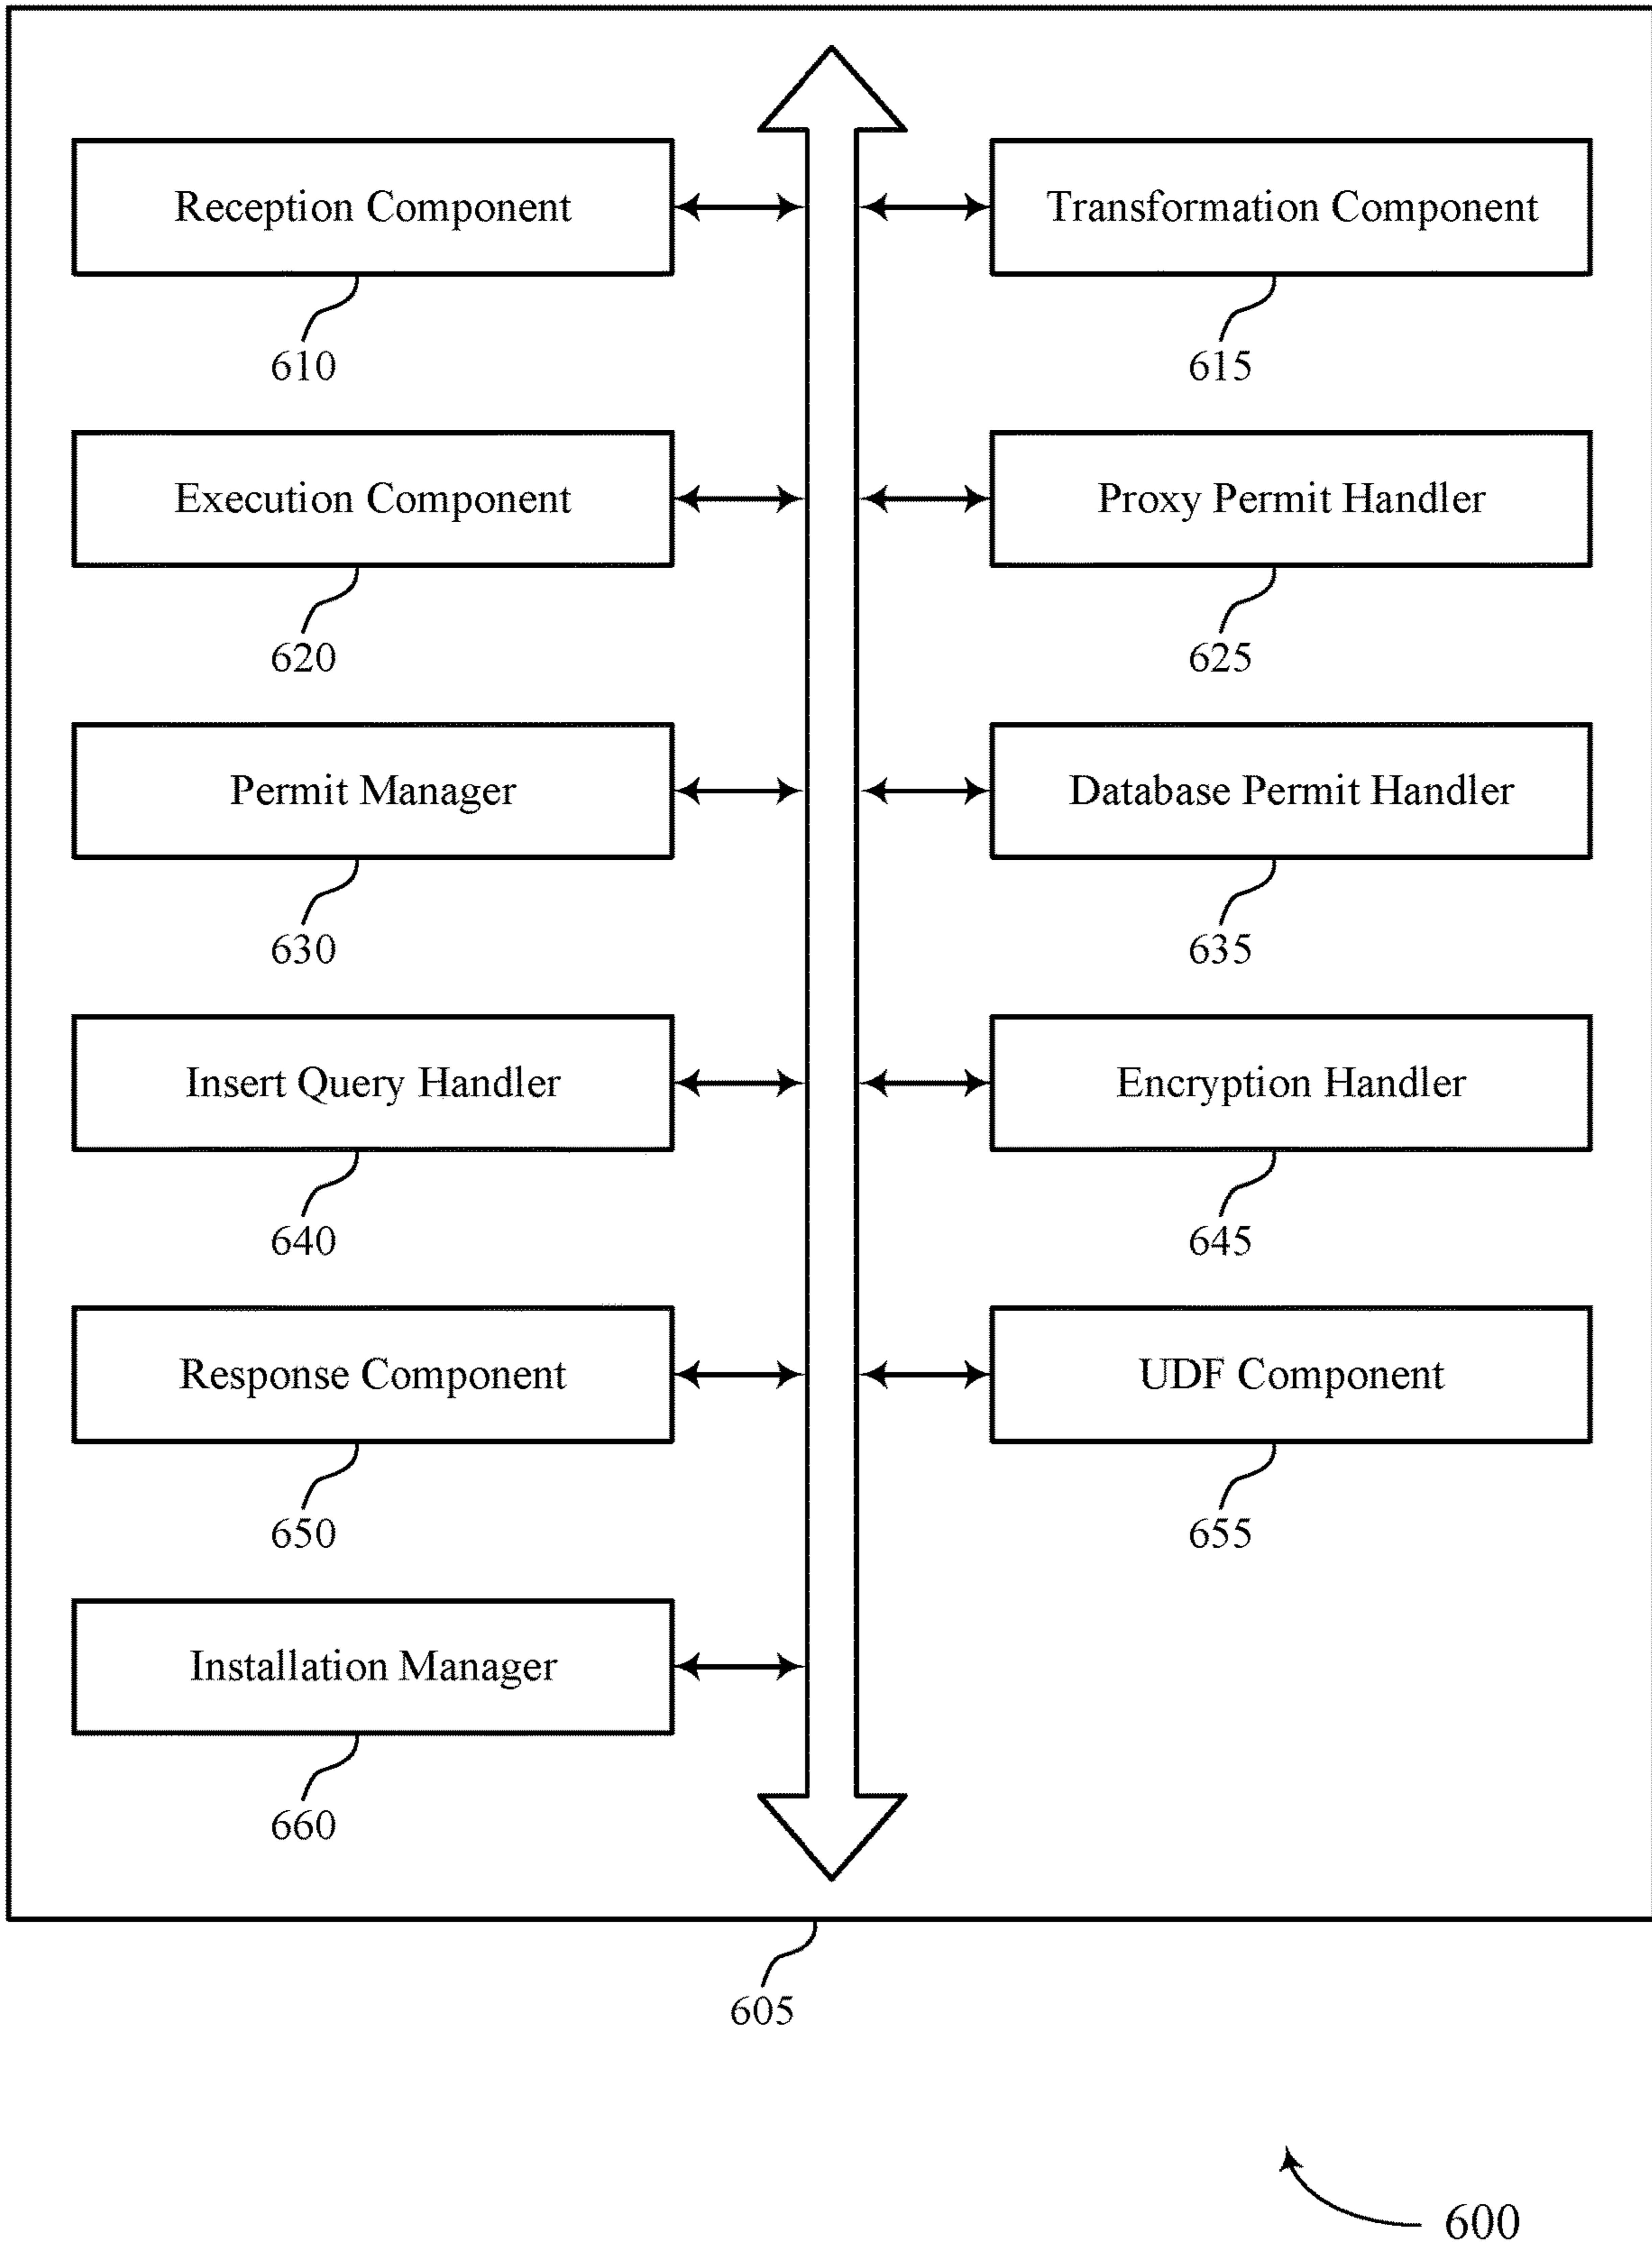 Reception Component
Transformation Component
610
615
Execution Component
Proxy Permit Handler
620
625
Permit Manager
Database Permit Handler
630
635
Insert Query Handler
Encryption Handler
640
645
Response Component
UDF Component
650
655
Installation Manager
660
605
600